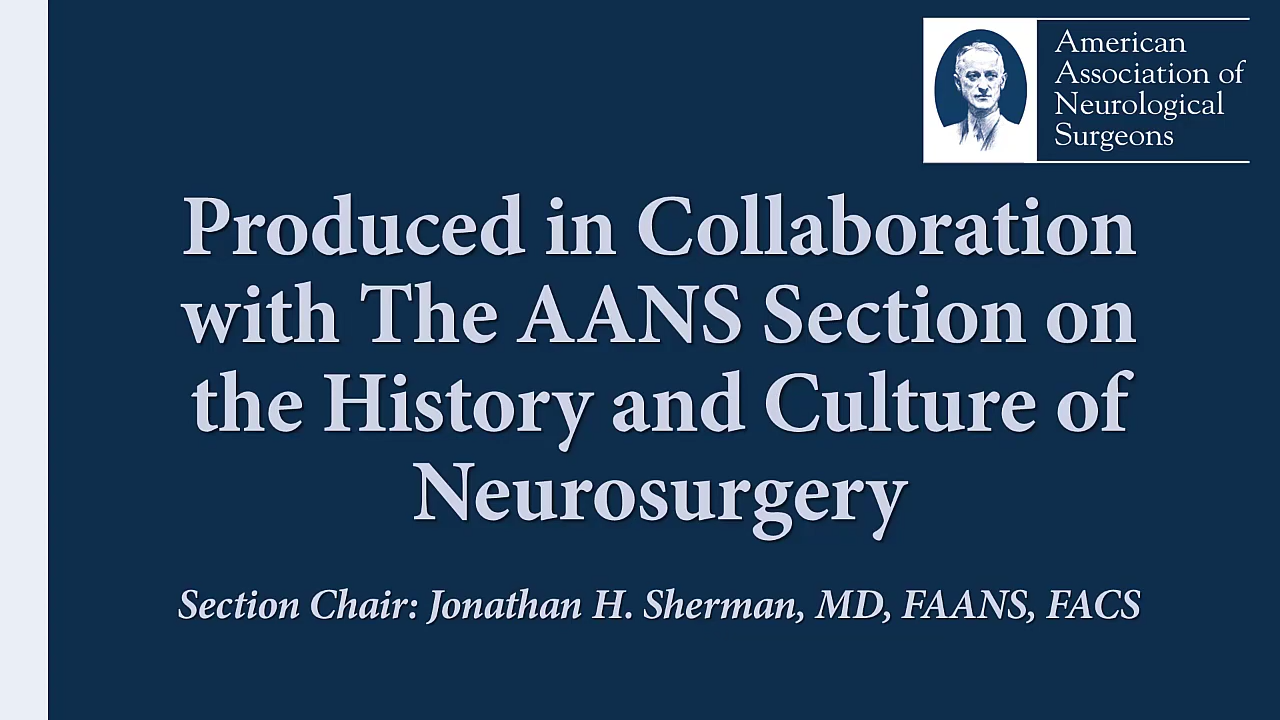 American
Association of
Neurological
Surgeons
Produced in Collaboration
with The AANS Section on
the History and Culture of
Neurosurgery
Section Chair: Jonathan H. Sherman, MD, FAANS, FACS